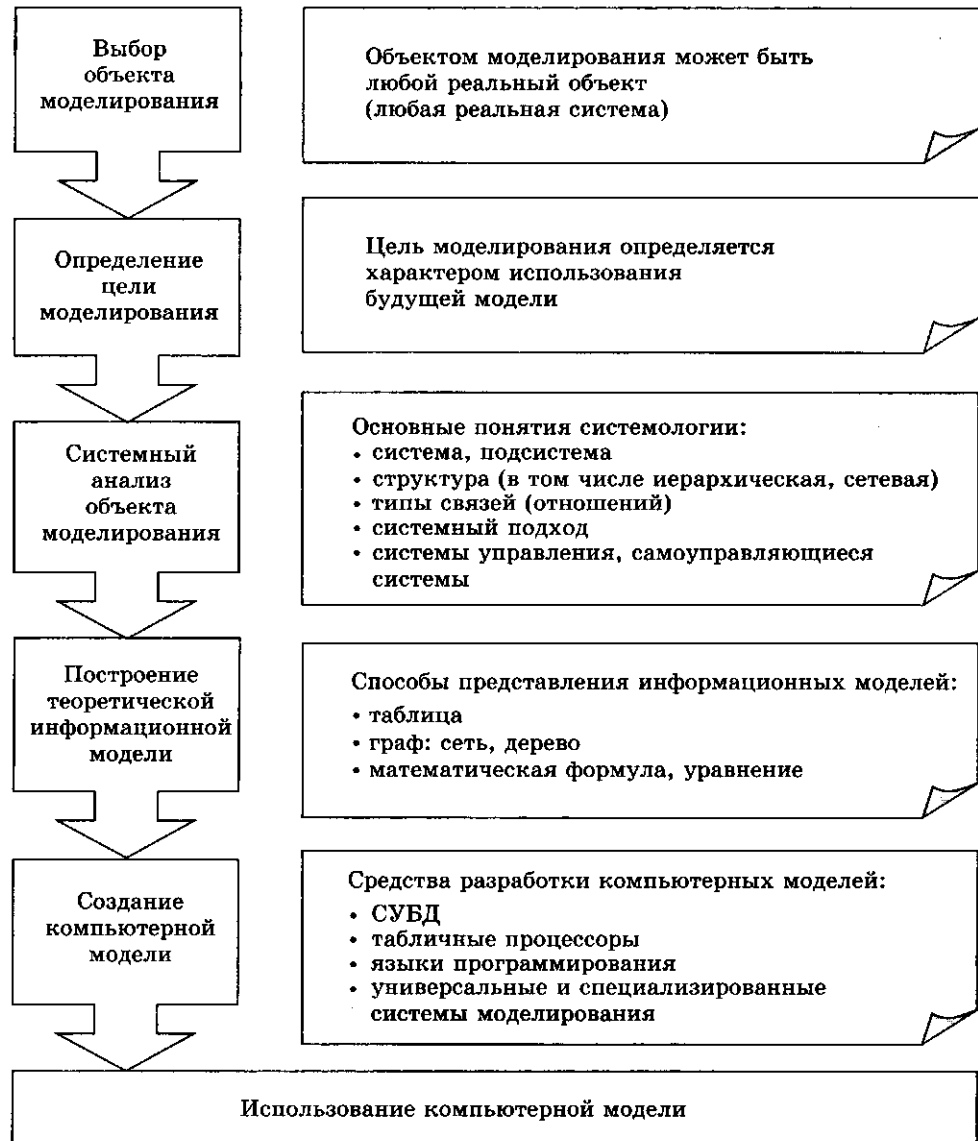 Выбор
объекта
моделирования
Объектом моделирования может быть
любой реальный объект
(любая реальная система)
Определение
цели
моделирования
Цель моделирования определяется
характером использования
будущей модели
Системный
анализ
объекта
моделирования
Основные понятия системологии:
• система, подсистема
• структура (в том числе иерархическая, сетевая)
• типы связей (отношений)
• системный подход
• системы управления, самоуправляющиеся
системы
Построение
теоретической
информационной
модели
Способы представления информационных моделей:
• таблица
• граф: сеть, дерево
• математическая формула, уравнение
Создание
компьютерной
модели
Средства разработки компьютерных моделей:
• СУБД
• табличные процессоры
• языки программирования
• универсальные и специализированные
системы моделирования
Использование компьютерной модели